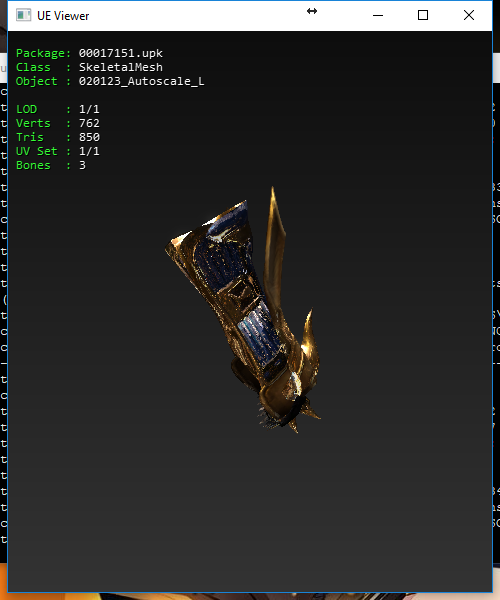 UE Viewer
Package: 00017151.upk
Class  : SkeletalMesh
Object : 020123_Autoscale_L
LOD    : 1/1
Verts  : 762
Tris   : 850
UV Set : 1/1
Bones  : 3